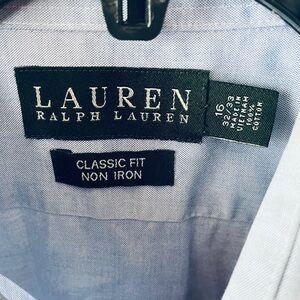 LAUREN
RALPH LAUREN
16
32/33
MADE IN
VIETNAM
100%
COTTON
CLASSIC FIT
NON IRON